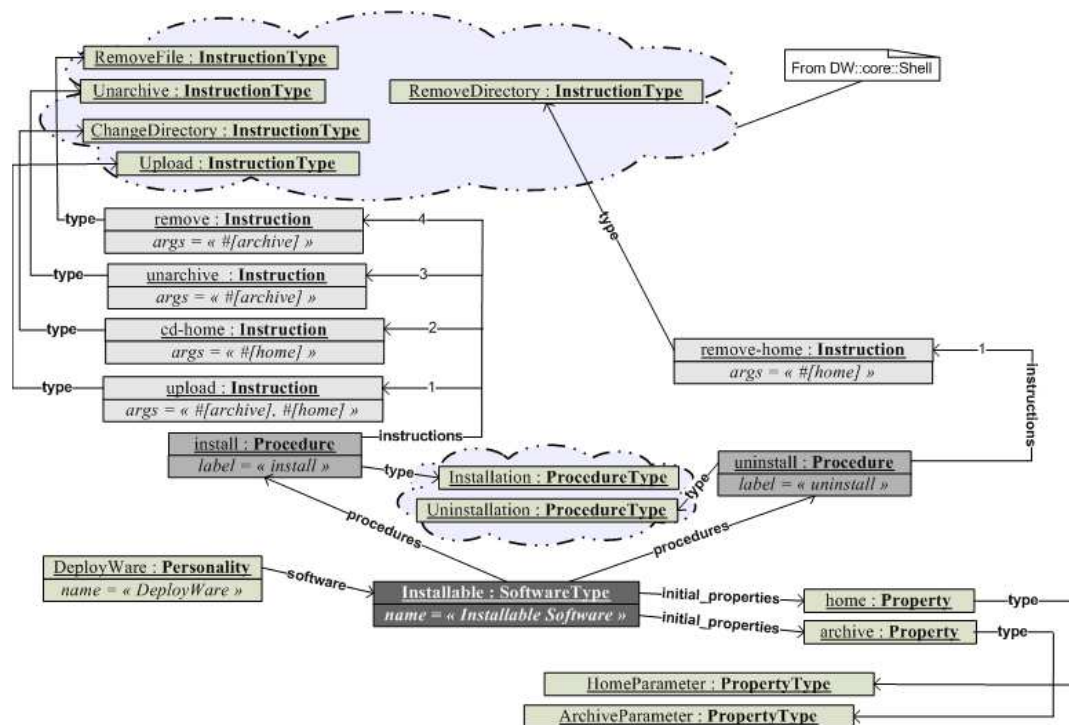 RemoveFile : InstructionType
From DW::core::Shell
Unarchive : InstructionType
RemoveDirectory : InstructionType
ChangeDirectory : InstructionType
Upload : InstructionType
type
type
remove : Instruction
args = « #[archive] »
4
type
unarchive : Instruction
args = « #[archive] »
3
type
cd-home : Instruction
args = « #[home] »
2
remove-home : Instruction
args = « #[home] »
1
type
upload : Instruction
args = « #[archive], #[home] »
1
instructions
instructions
install : Procedure
label = « install »
type
Installation : ProcedureType
Uninstallation : ProcedureType
type
uninstall : Procedure
label = « uninstall »
procedures
procedures
DeployWare : Personality
name = « DeployWare »
software
Installable : SoftwareType
name = « Installable Software »
initial_properties
home : Property
type
initial_properties
archive : Property
type
HomeParameter : PropertyType
ArchiveParameter : PropertyType